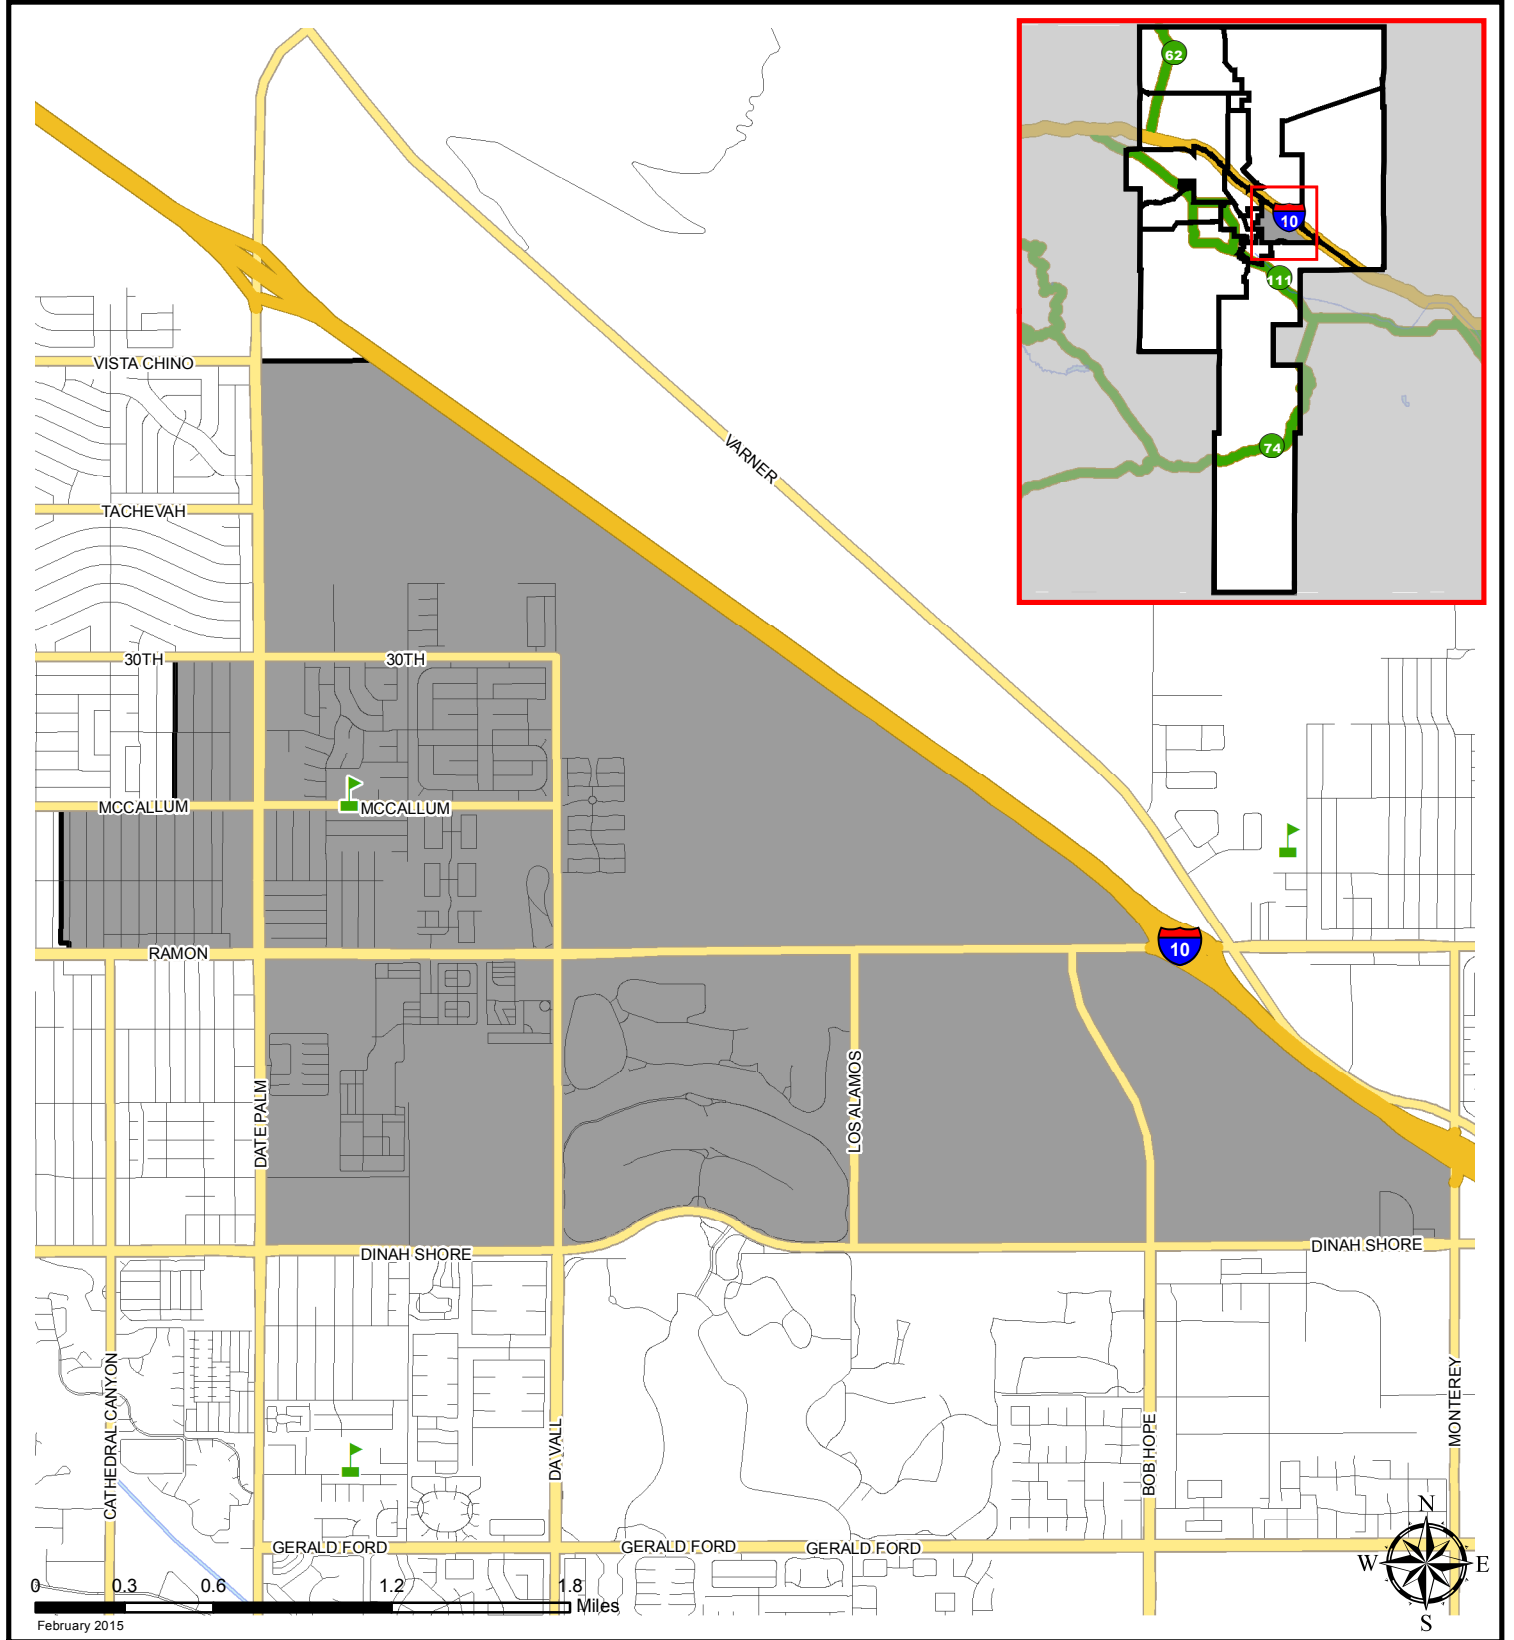 62
10
111
74
VISTA CHINO
VARNER
TACHEVAH
30TH
30TH
MCCALLUM
MCCALLUM
RAMON
10
DATE PALM
LOS ALAMOS
DINAH SHORE
DINAH SHORE
CATHEDRAL CANYON
DA VALL
BOB HOPE
MONTEREY
GERALD FORD
GERALD FORD
GERALD FORD
N
W
E
S
0 0.3 0.6 1.2 1.8
Miles
February 2015